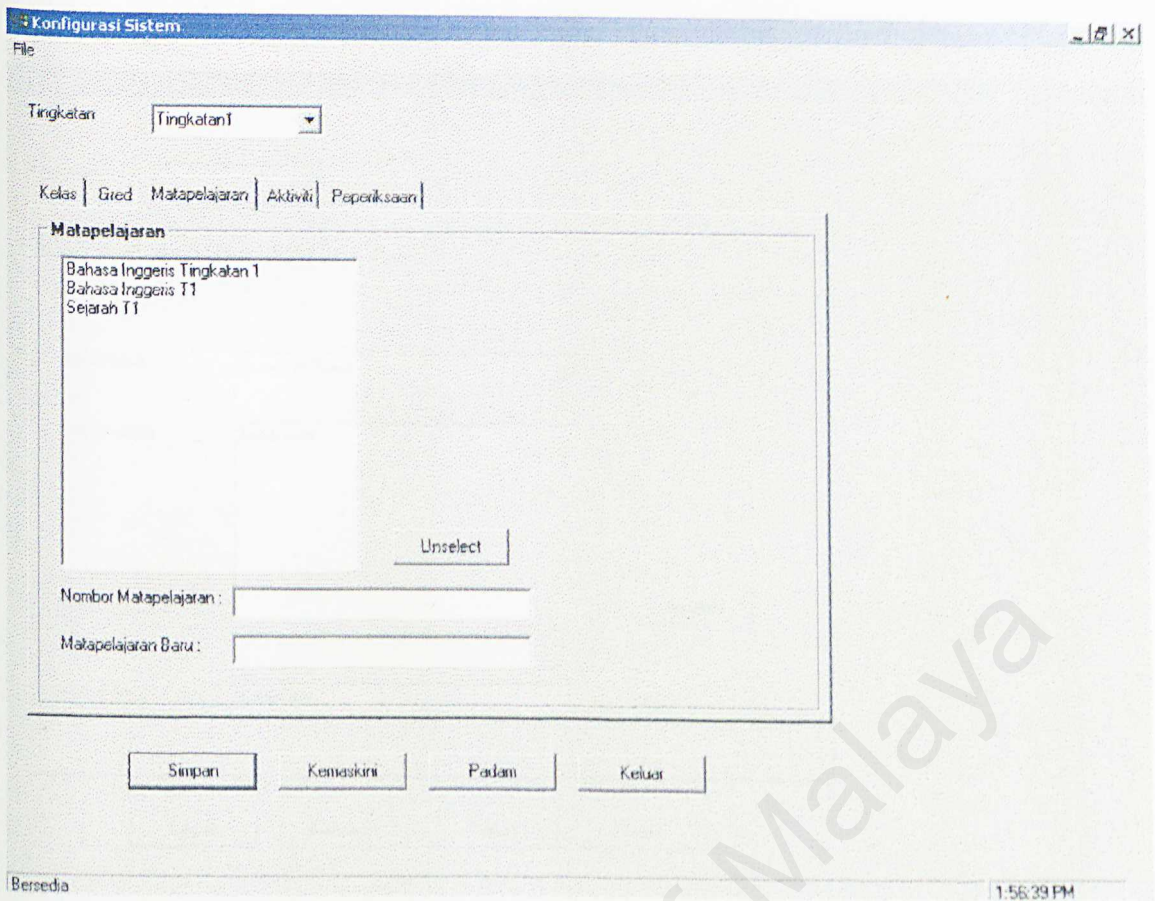 Konfigurasi Sistem
File
Tingkatan Tingkatan1
Kelas Gred Matapelajaran Aktiviti Peperiksaan
Matapelajaran
Bahasa Inggeris Tingkatan 1
Bahasa Inggeris T1
Sejarah T1
Unselect
Nombor Matapelajaran :
Matapelajaran Baru :
Simpan Kemaskini Padam Keluar
Malaya
Bersedia 1:56:39 PM